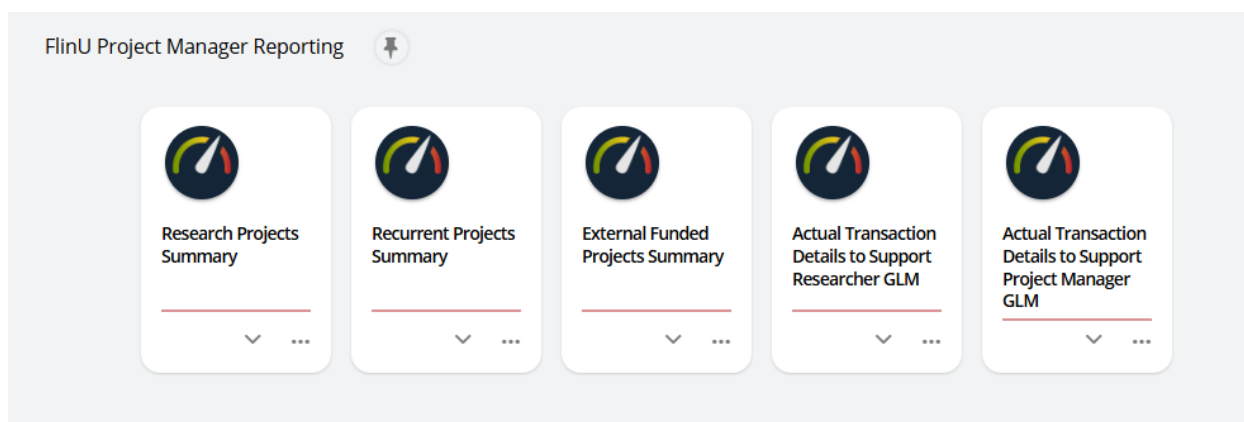 FlinU Project Manager Reporting
Research Projects
Summary
Recurrent Projects
Summary
External Funded
Projects Summary
Actual Transaction
Details to Support
Researcher GLM
Actual Transaction
Details to Support
Project Manager
GLM